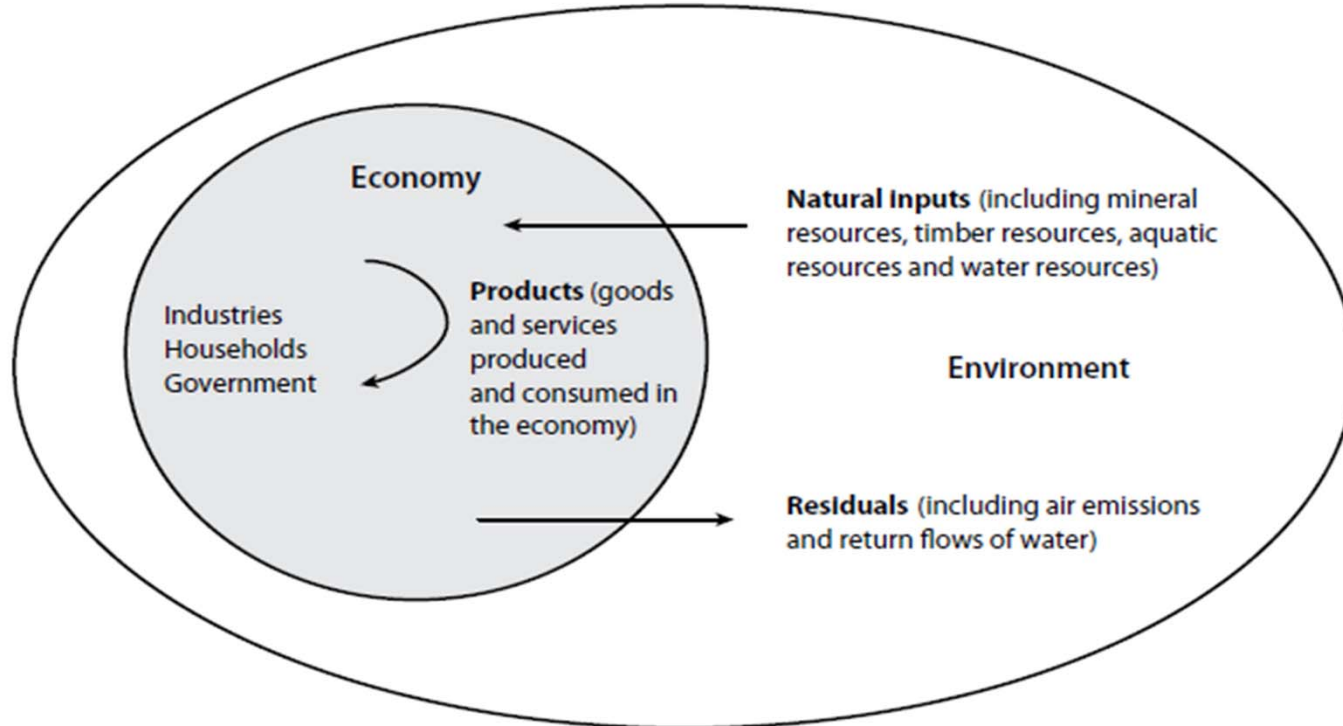 Economy
Natural inputs (including mineral
resources, timber resources, aquatic
resources and water resources)
Products (goods
and services
produced
and consumed in
the economy)
Industries
Households
Government
Environment
Residuals (including air emissions
and return flows of water)